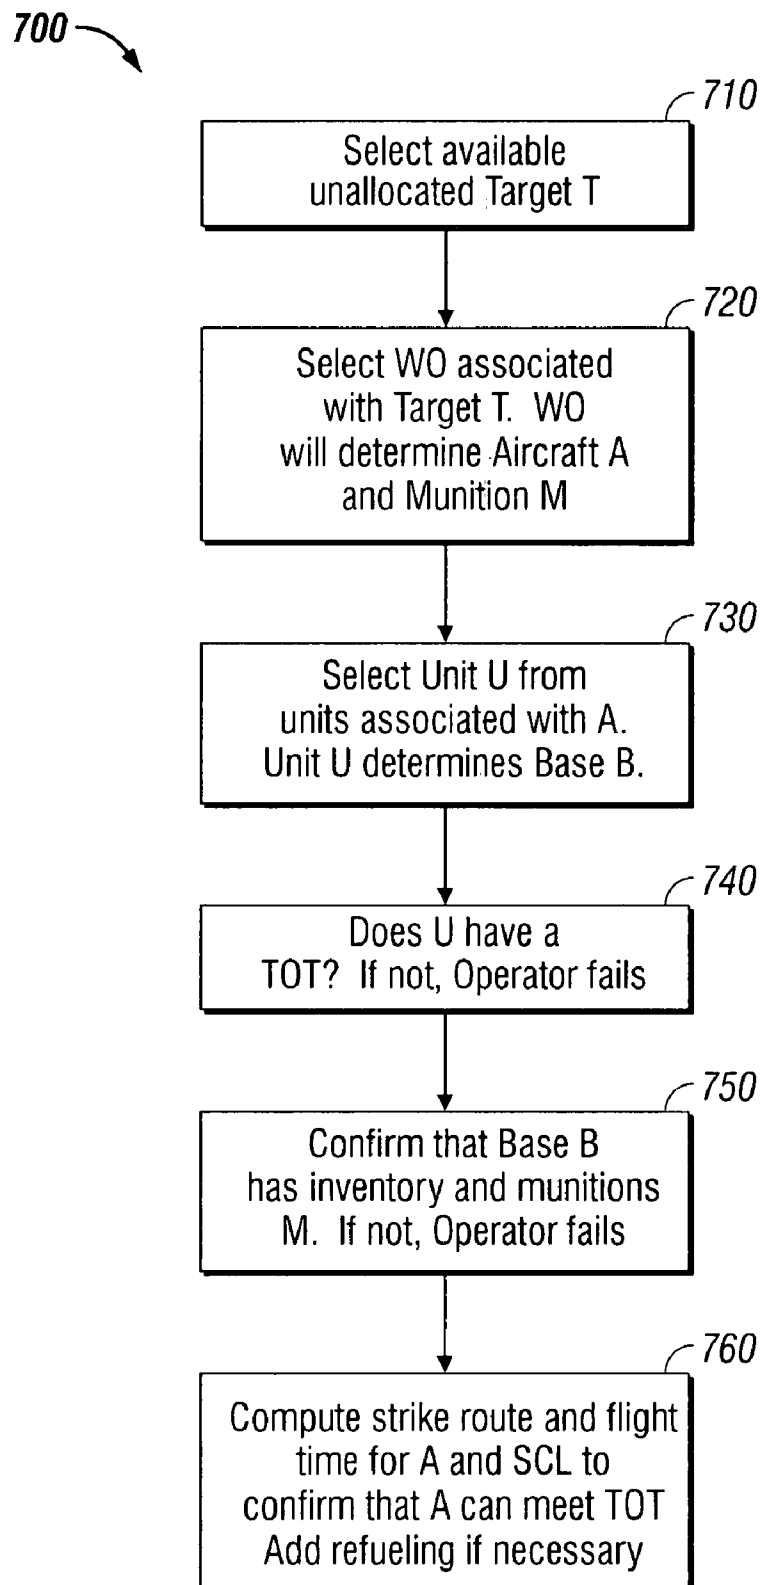 700
710
Select available
unallocated Target T
720
Select WO associated
with Target T. WO
will determine Aircraft A
and Munition M
730
Select Unit U from
units associated with A.
Unit U determines Base B.
740
Does U have a
TOT? If not, Operator fails
750
Confirm that Base B
has inventory and munitions
M. If not, Operator fails
760
Compute strike route and flight
time for A and SCL to
confirm that A can meet TOT
Add refueling if necessary